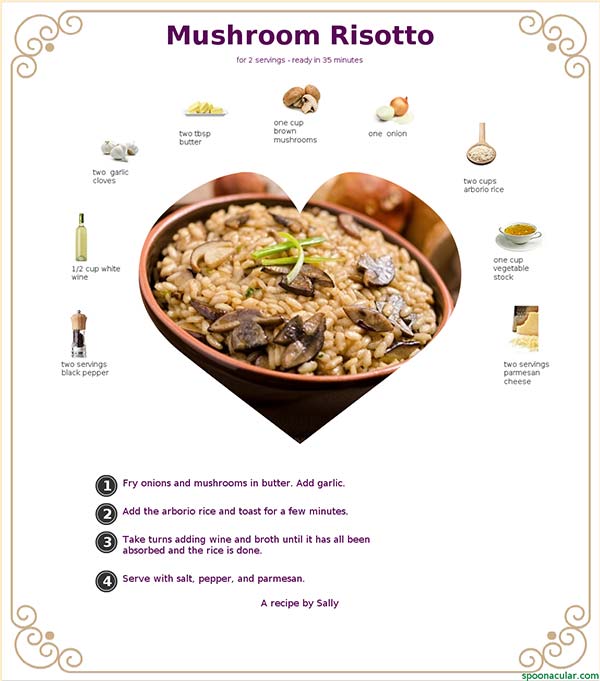 Mushroom Risotto
for 2 servings - ready in 35 minutes
two garlic
cloves
two tbsp
butter
one cup
brown
mushrooms
one onion
two cups
arborio rice
1/2 cup white
wine
one cup
vegetable
stock
two servings
black pepper
two servings
parmesan
cheese
1 Fry onions and mushrooms in butter. Add garlic.
2 Add the arborio rice and toast for a few minutes.
3 Take turns adding wine and broth until it has all been
absorbed and the rice is done.
4 Serve with salt, pepper, and parmesan.
A recipe by Sally
spoonacular.com